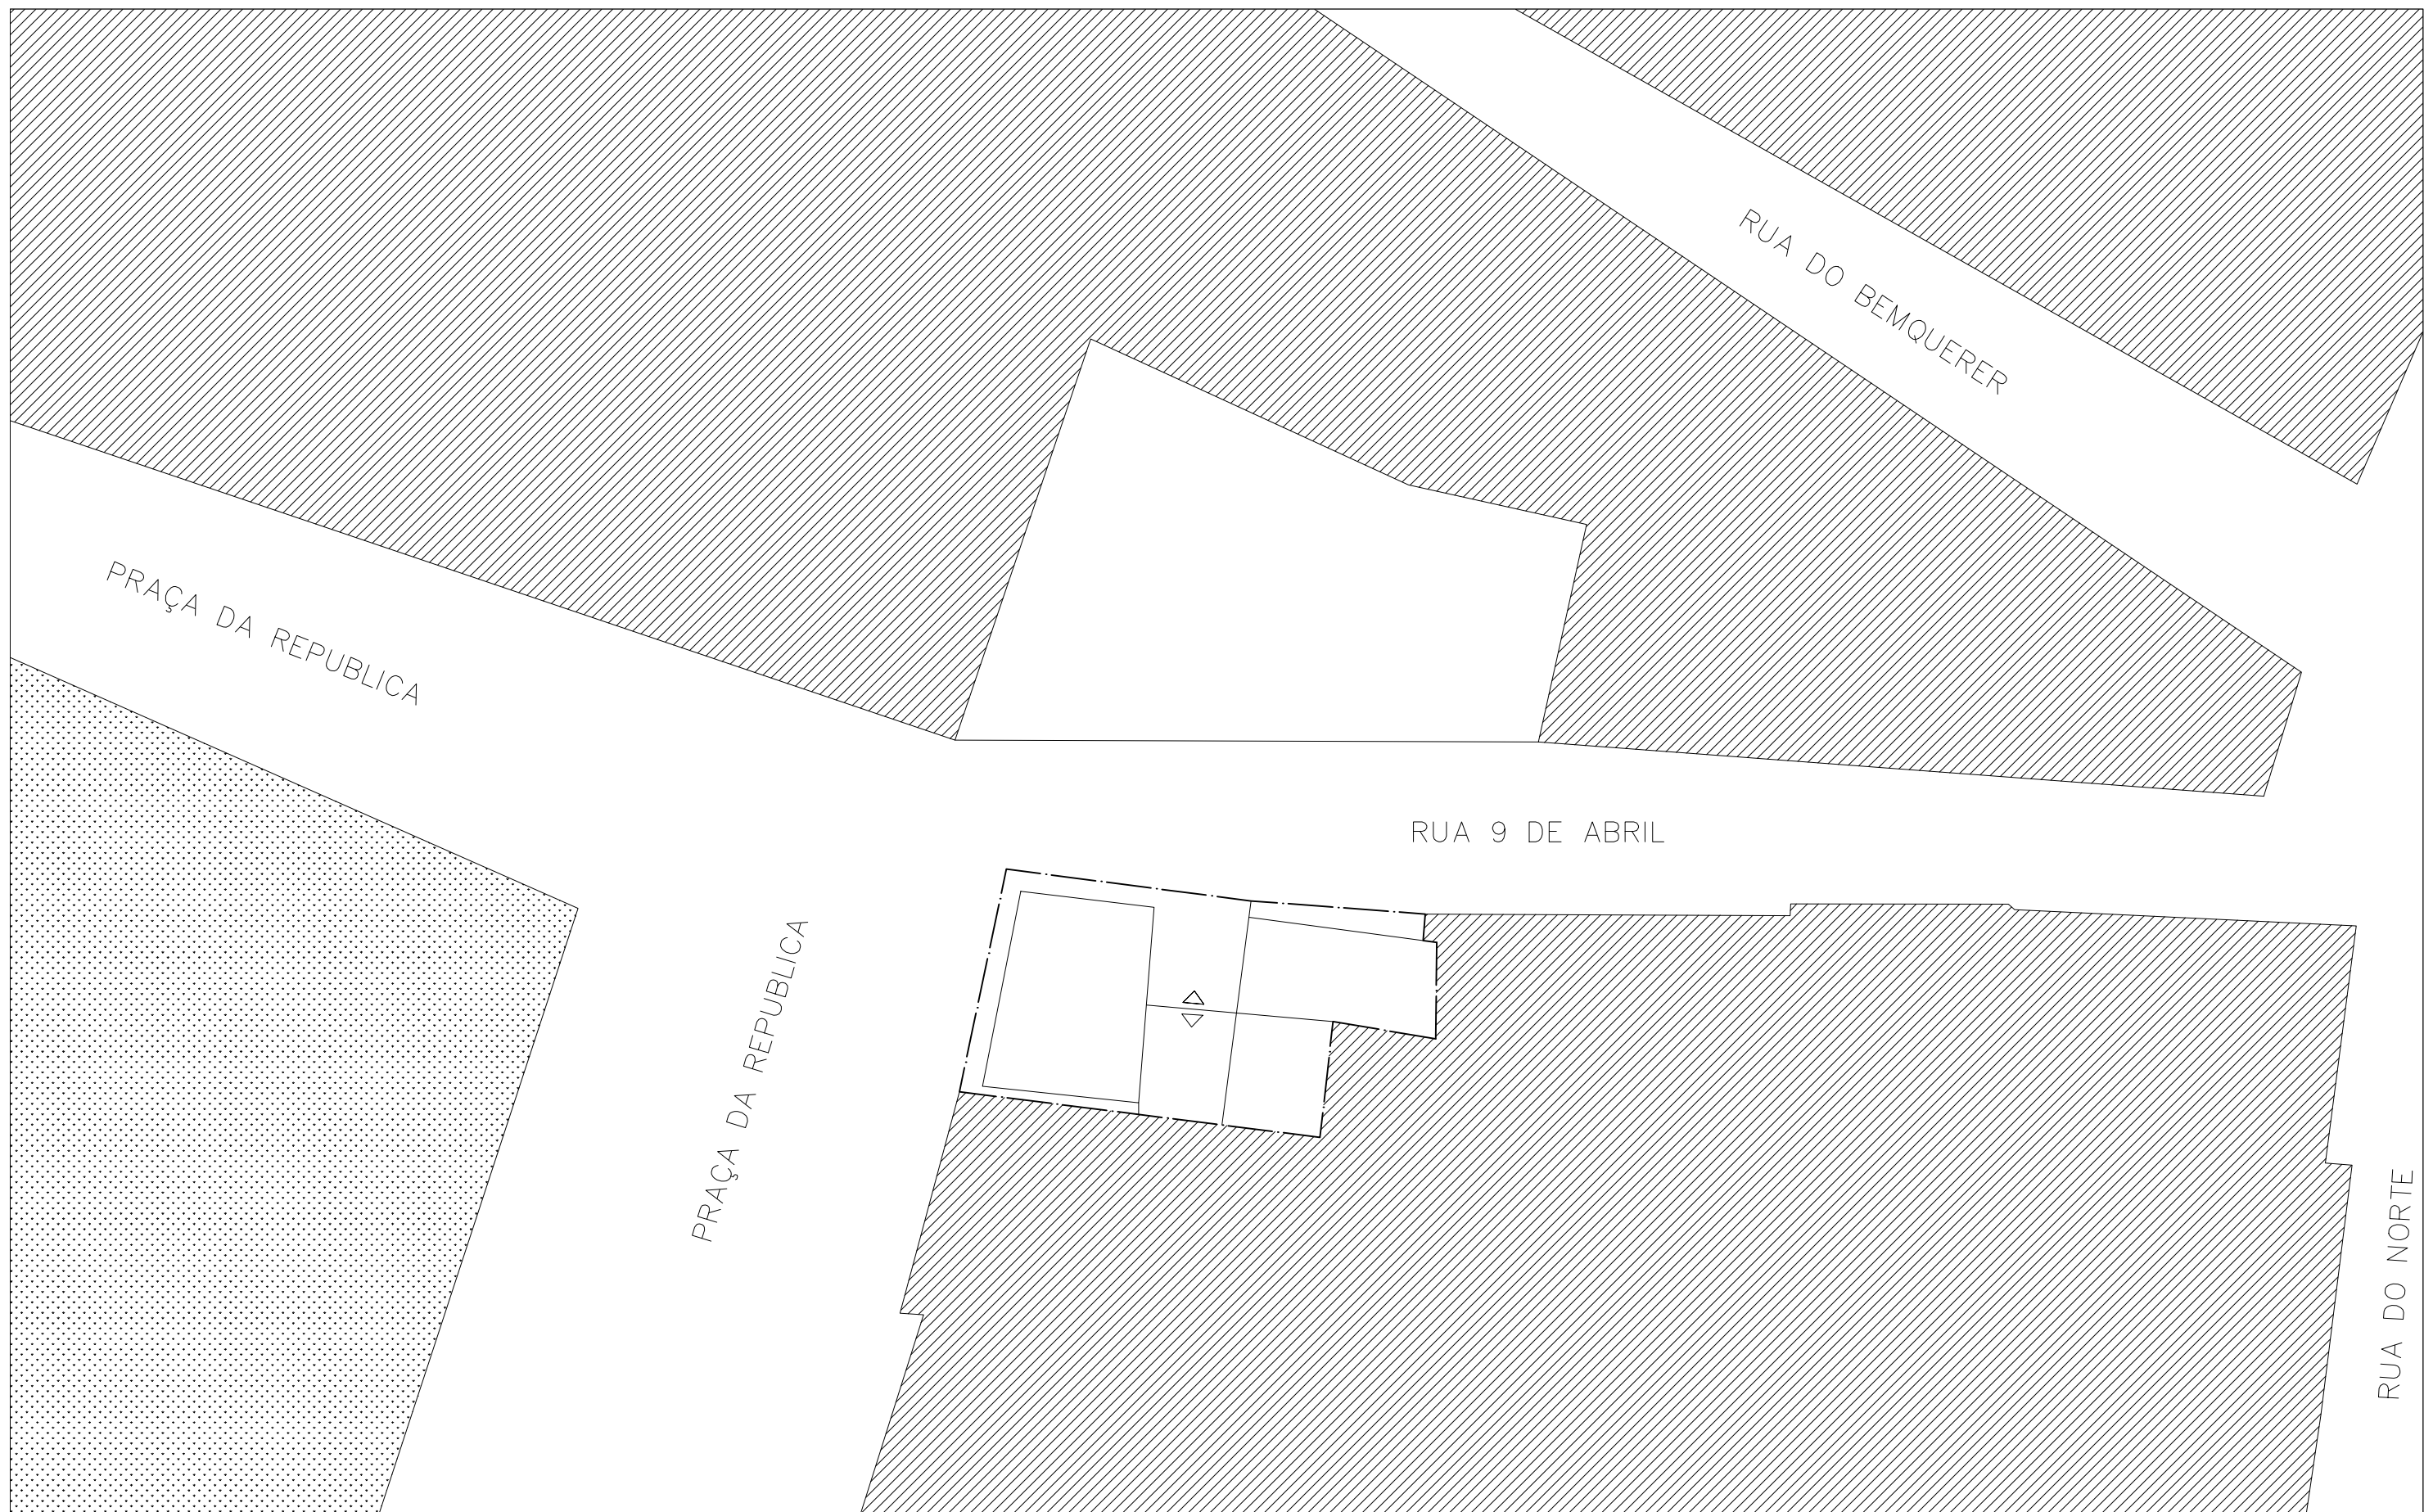 RUA DO BEMQUERER
PRAÇA DA REPUBLICA
RUA 9 DE ABRIL
PRAÇA DA REPUBLICA
RUA DO NORTE